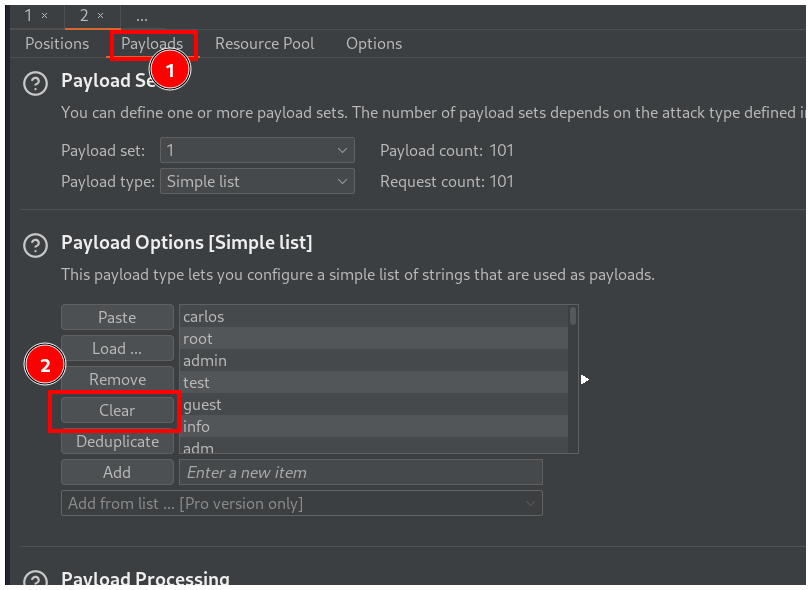 1 × 2 × ...
Positions Payloads Resource Pool Options
1
Payload Se
You can define one or more payload sets. The number of payload sets depends on the attack type defined i
Payload set: 1 Payload count: 101
Payload type: Simple list Request count: 101
Payload Options [Simple list]
This payload type lets you configure a simple list of strings that are used as payloads.
Paste carlos
root
Load ...
admin
2
Remove test
Clear guest
info
Deduplicate adm
Add Enter a new item
Add from list ... [Pro version only]
Payload Processing